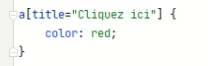 a[title="Cliquez ici"] {
    color: red;
}